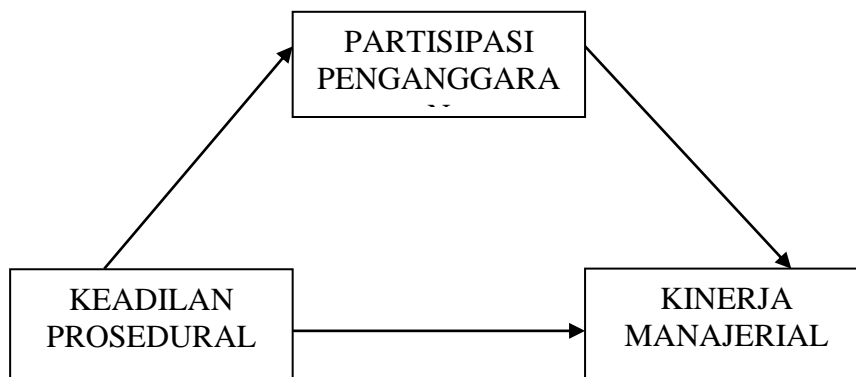 PARTISIPASI
PENGANGGARA
KEADILAN
PROSEDURAL
KINERJA
MANAJERIAL